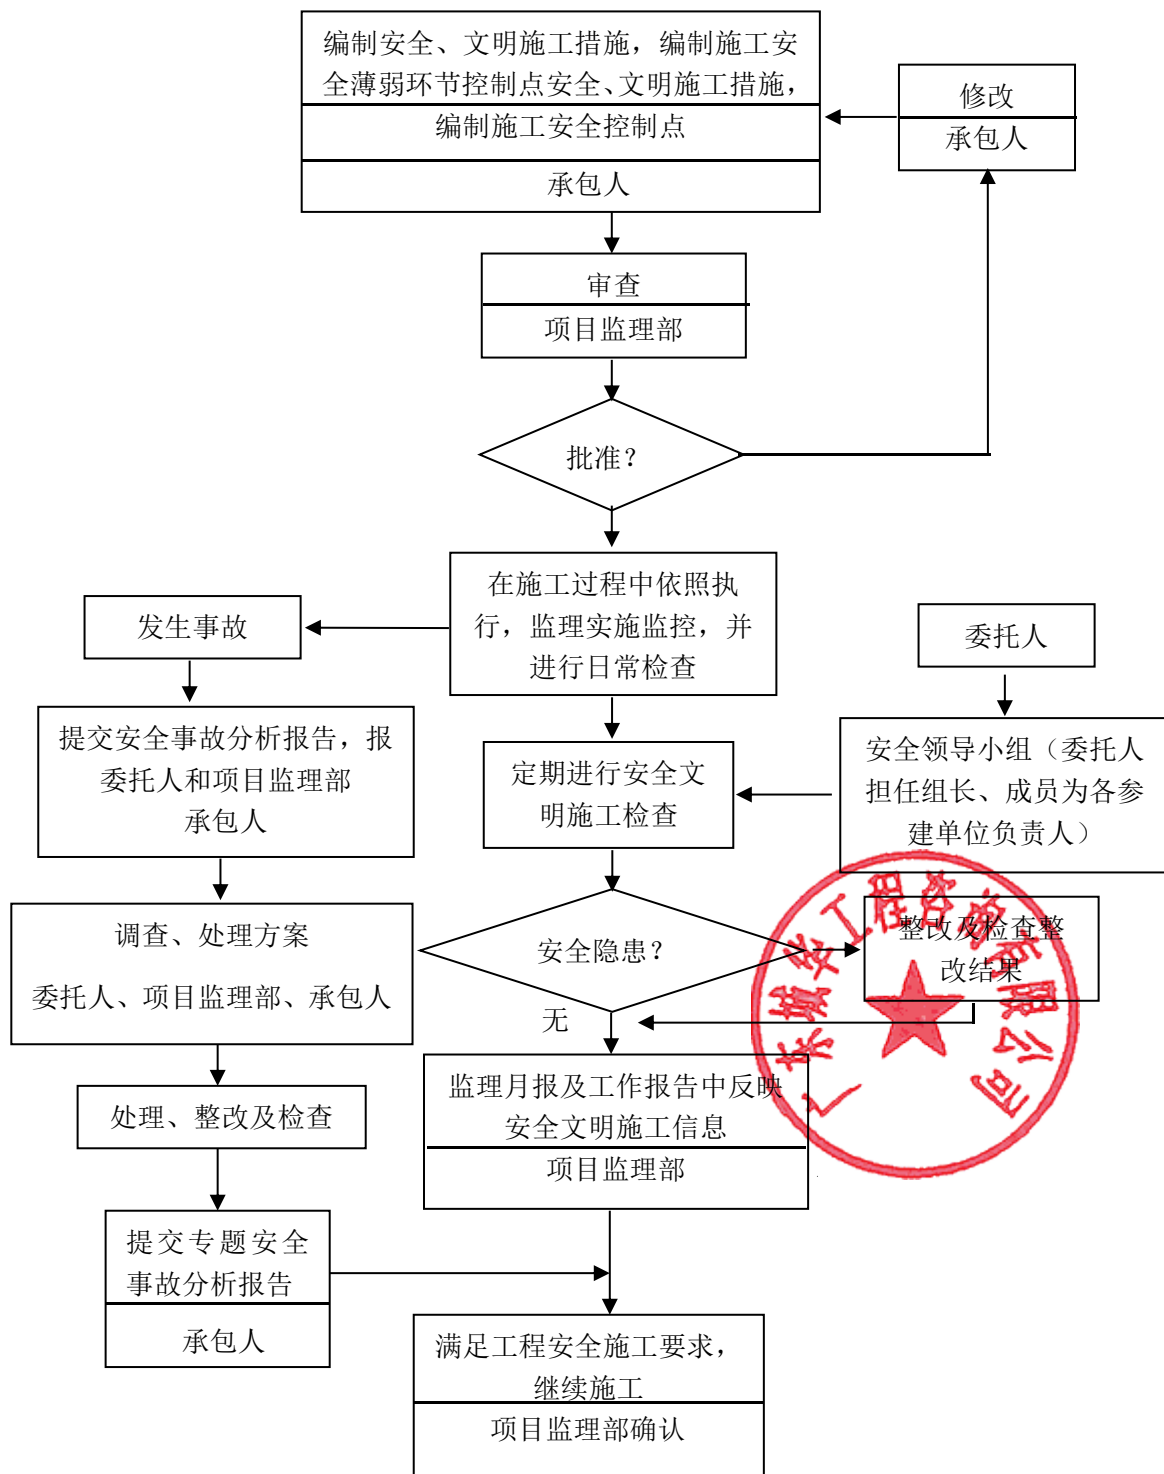 编制安全、文明施工措施，编制施工安
全薄弱环节控制点安全、文明施工措施，
编制施工安全控制点
承包人
修改
承包人
审查
项目监理部
批准？
在施工过程中依照执
行，监理实施监控，并
进行日常检查
发生事故
委托人
提交安全事故分析报告，报
委托人和项目监理部
承包人
定期进行安全文
明施工检查
安全领导小组（委托人
担任组长、成员为各参
建单位负责人）
调查、处理方案
委托人、项目监理部、承包人
安全隐患？
整改及检查整
改结果
无
监理月报及工作报告中反映
安全文明施工信息
项目监理部
处理、整改及检查
提交专题安全
事故分析报告
承包人
满足工程安全施工要求，
继续施工
项目监理部确认